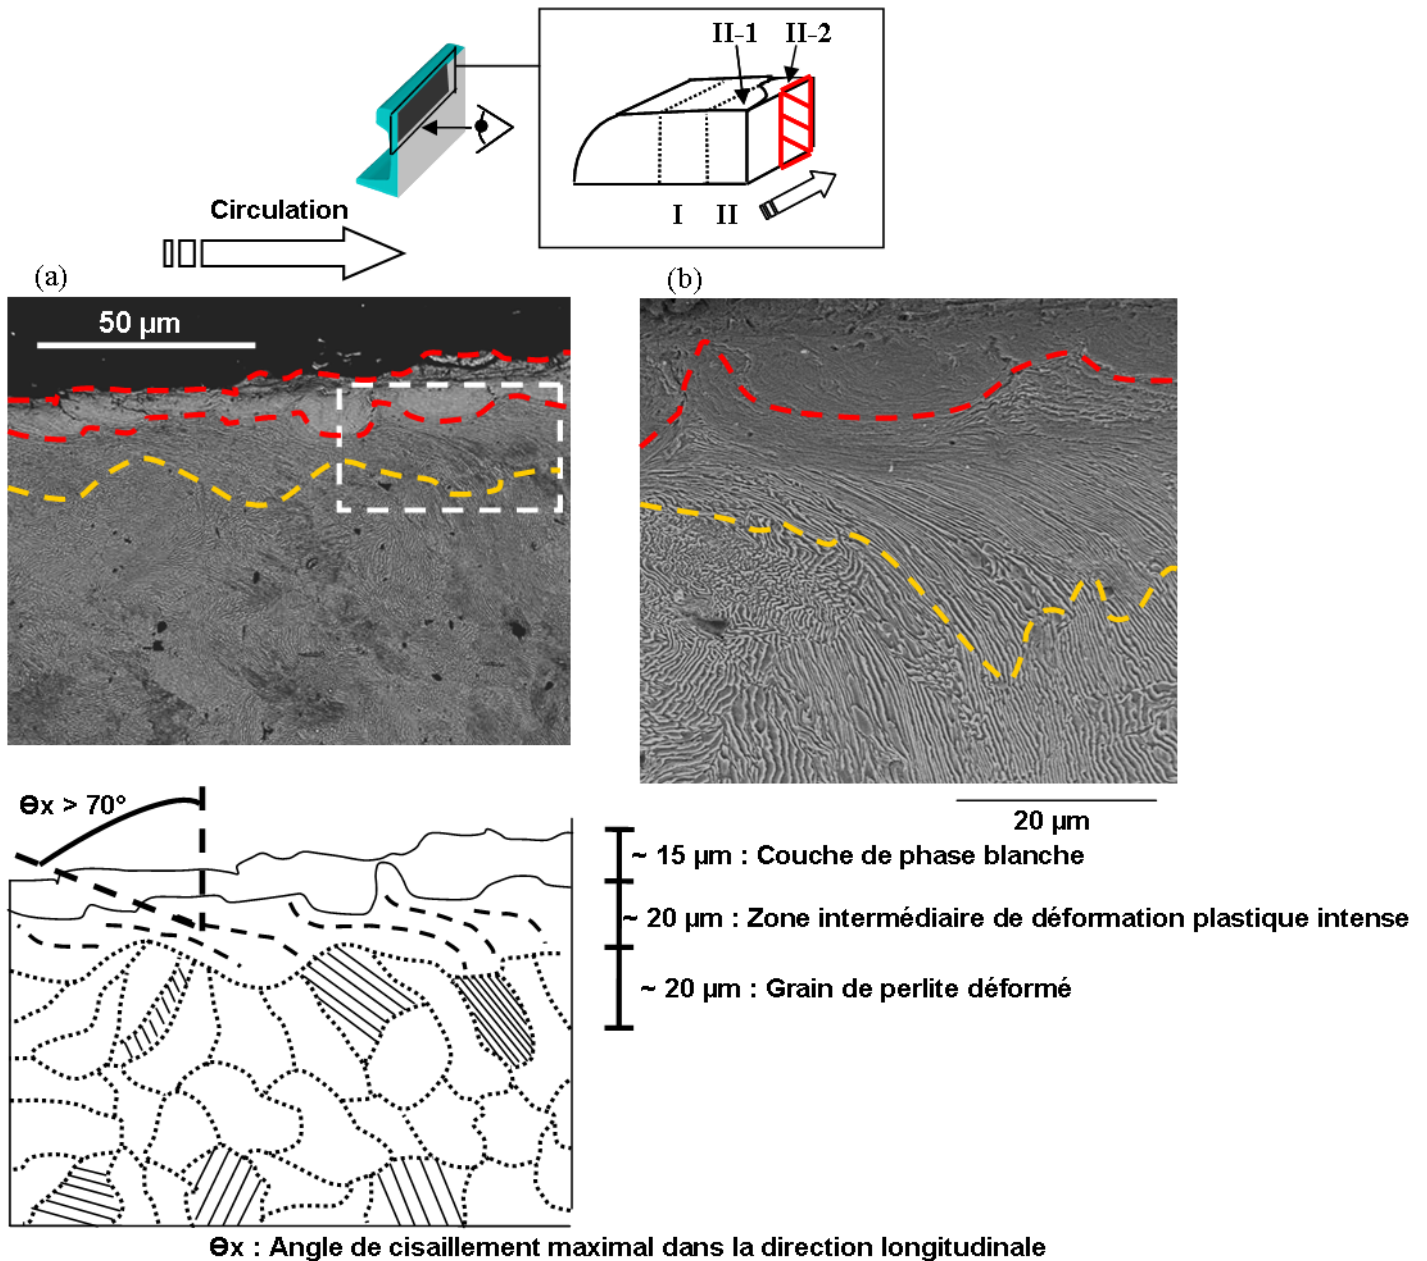 II-1 II-2
I II
Circulation
(a)
(b)
50 µm
20 µm
ϴx > 70°
~ 15 µm : Couche de phase blanche
~ 20 µm : Zone intermédiaire de déformation plastique intense
~ 20 µm : Grain de perlite déformé
ϴx : Angle de cisaillement maximal dans la direction longitudinale